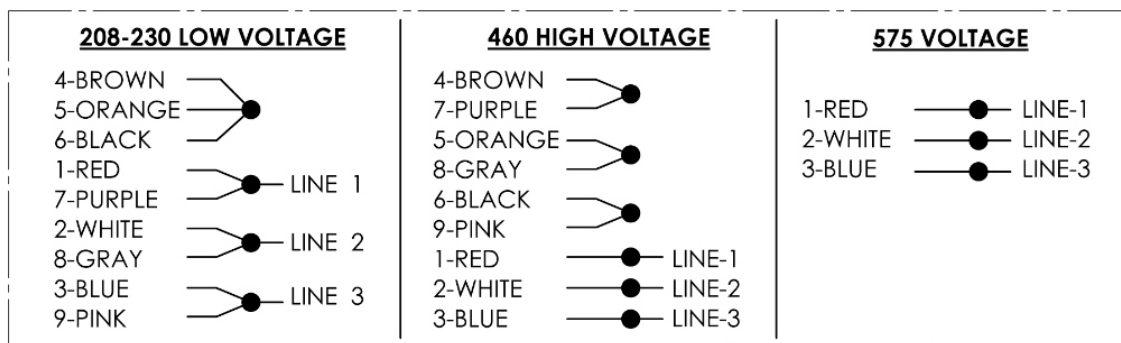 208-230 LOW VOLTAGE
4-BROWN
5-ORANGE
6-BLACK
1-RED
7-PURPLE
LINE 1
2-WHITE
8-GRAY
LINE 2
3-BLUE
9-PINK
LINE 3
460 HIGH VOLTAGE
4-BROWN
7-PURPLE
5-ORANGE
8-GRAY
6-BLACK
9-PINK
1-RED LINE-1
2-WHITE LINE-2
3-BLUE LINE-3
575 VOLTAGE
1-RED LINE-1
2-WHITE LINE-2
3-BLUE LINE-3